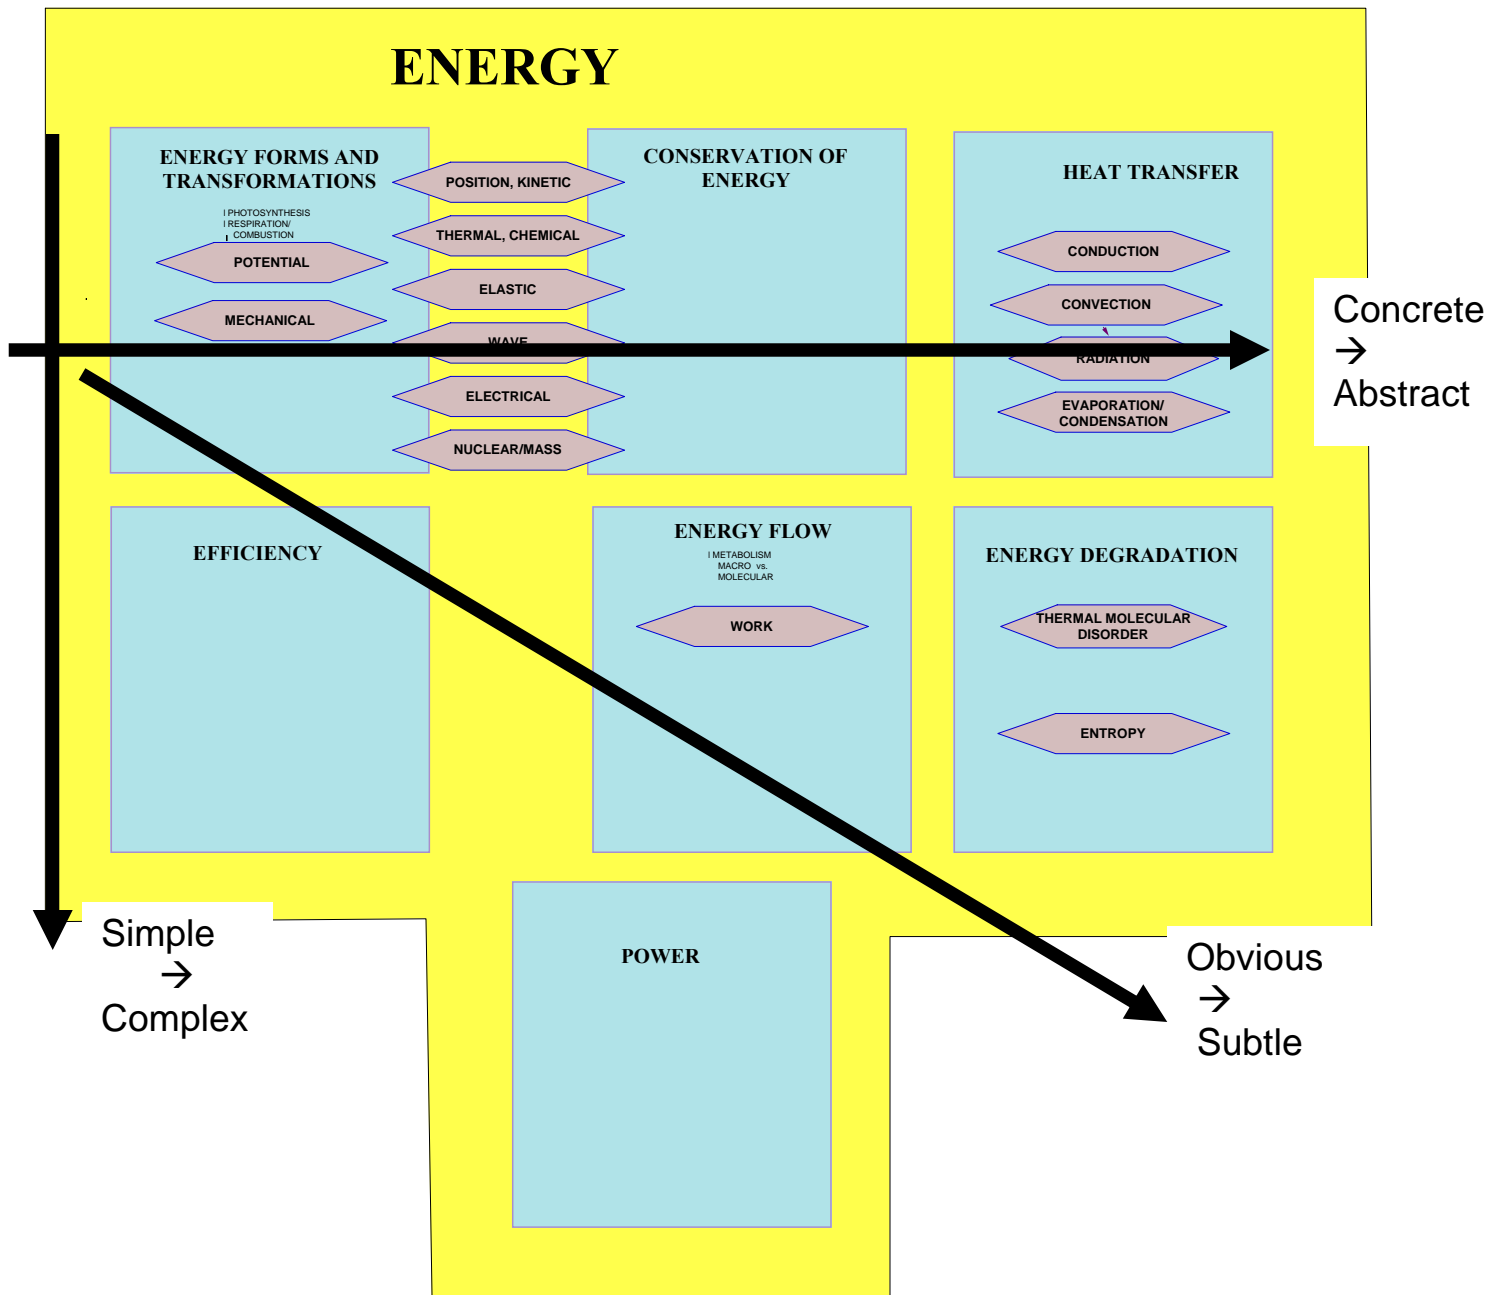 ENERGY
ENERGY FORMS AND
TRANSFORMATIONS
I PHOTOSYNTHESIS
I RESPIRATION/
COMBUSTION
I
POTENTIAL
MECHANICAL
POSITION, KINETIC
THERMAL, CHEMICAL
ELASTIC
WAVE
ELECTRICAL
NUCLEAR/MASS
CONSERVATION OF
ENERGY
HEAT TRANSFER
CONDUCTION
CONVECTION
RADIATION
EVAPORATION/
CONDENSATION
Concrete
→
Abstract
EFFICIENCY
ENERGY FLOW
I METABOLISM
MACRO vs.
MOLECULAR
WORK
ENERGY DEGRADATION
THERMAL MOLECULAR
DISORDER
ENTROPY
Simple
→
Complex
POWER
Obvious
→
Subtle